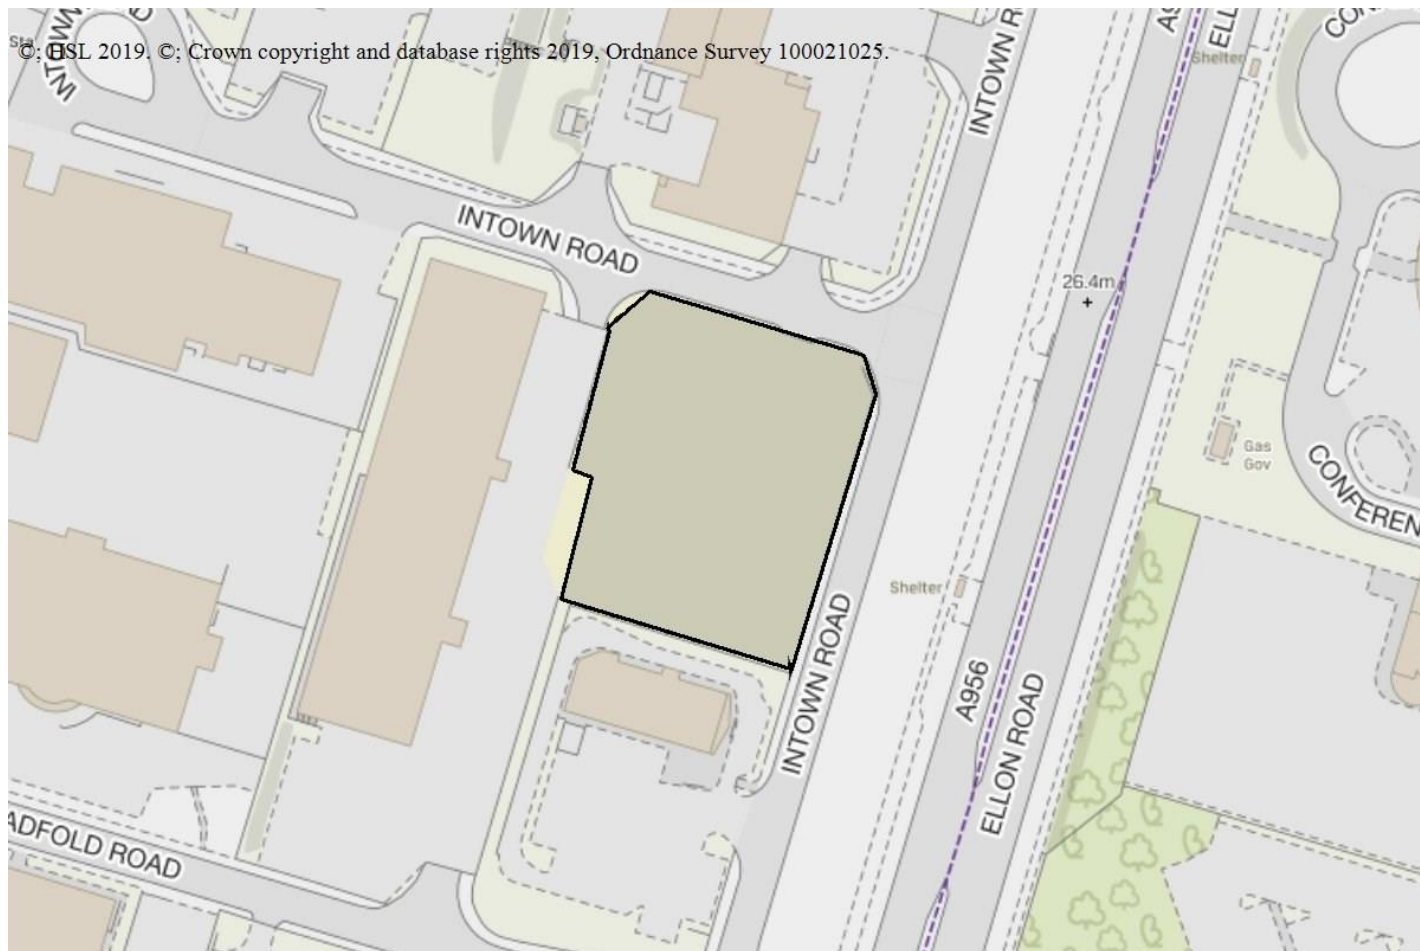 ©; HSL 2019. ©; Crown copyright and database rights 2019, Ordnance Survey 100021025.
INTOWN R
ELL
Shelter
INTOWN ROAD
26.4m
Gas
Gov
CONFEREN
Shelter
INTOWN ROAD
A956
ELLON ROAD
ADFOLD ROAD